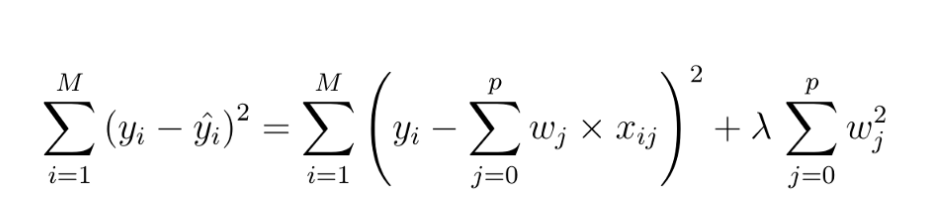 \sum_{i=1}^{M} (y_i - \hat{y_i})^2 = \sum_{i=1}^{M} \left( y_i - \sum_{j=0}^{p} w_j \times x_{ij} \right)^2 + \lambda \sum_{j=0}^{p} w_j^2